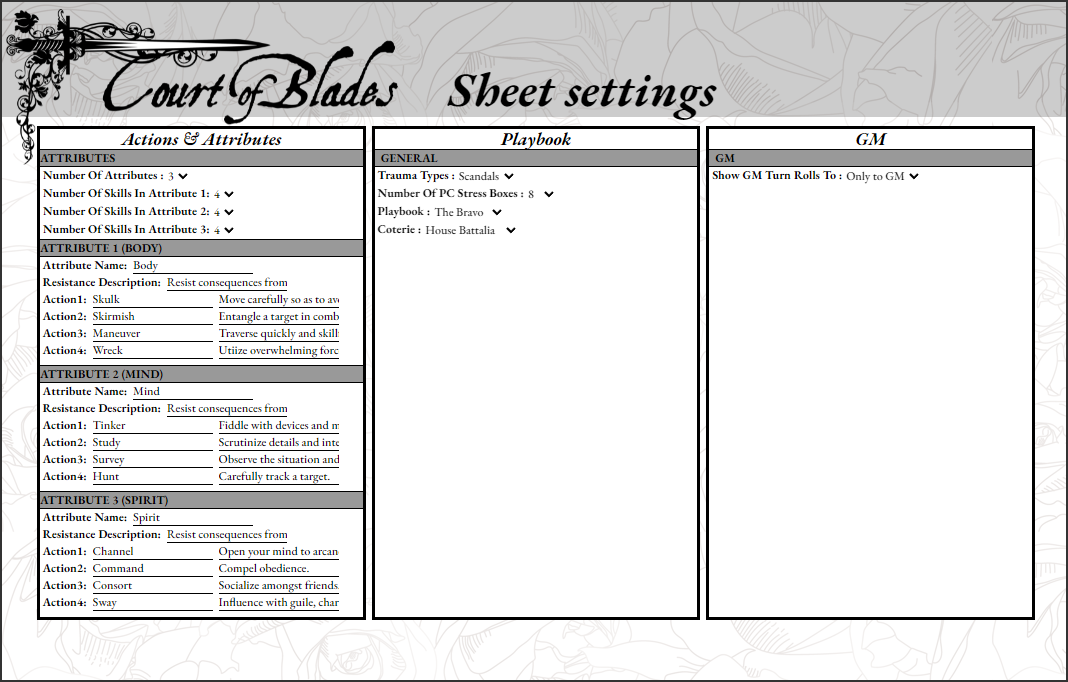 Court of Blades
Sheet settings
Actions & Attributes
ATTRIBUTES
Number Of Attributes : 3
Number Of Skills In Attribute 1: 4
Number Of Skills In Attribute 2: 4
Number Of Skills In Attribute 3: 4
ATTRIBUTE 1 (BODY)
Attribute Name: Body
Resistance Description: Resist consequences from
Action1: Skulk Move carefully so as to avo
Action2: Skirmish Entangle a target in comb
Action3: Maneuver Traverse quickly and skill
Action4: Wreck Utiize overwhelming forc
ATTRIBUTE 2 (MIND)
Attribute Name: Mind
Resistance Description: Resist consequences from
Action1: Tinker Fiddle with devices and m
Action2: Study Scrutinize details and inte
Action3: Survey Observe the situation and
Action4: Hunt Carefully track a target.
ATTRIBUTE 3 (SPIRIT)
Attribute Name: Spirit
Resistance Description: Resist consequences from
Action1: Channel Open your mind to arcan
Action2: Command Compel obedience.
Action3: Consort Socialize amongst friends
Action4: Sway Influence with guile, char
Playbook
GENERAL
Trauma Types : Scandals
Number Of PC Stress Boxes : 8
Playbook : The Bravo
Coterie : House Battalia
GM
GM
Show GM Turn Rolls To : Only to GM